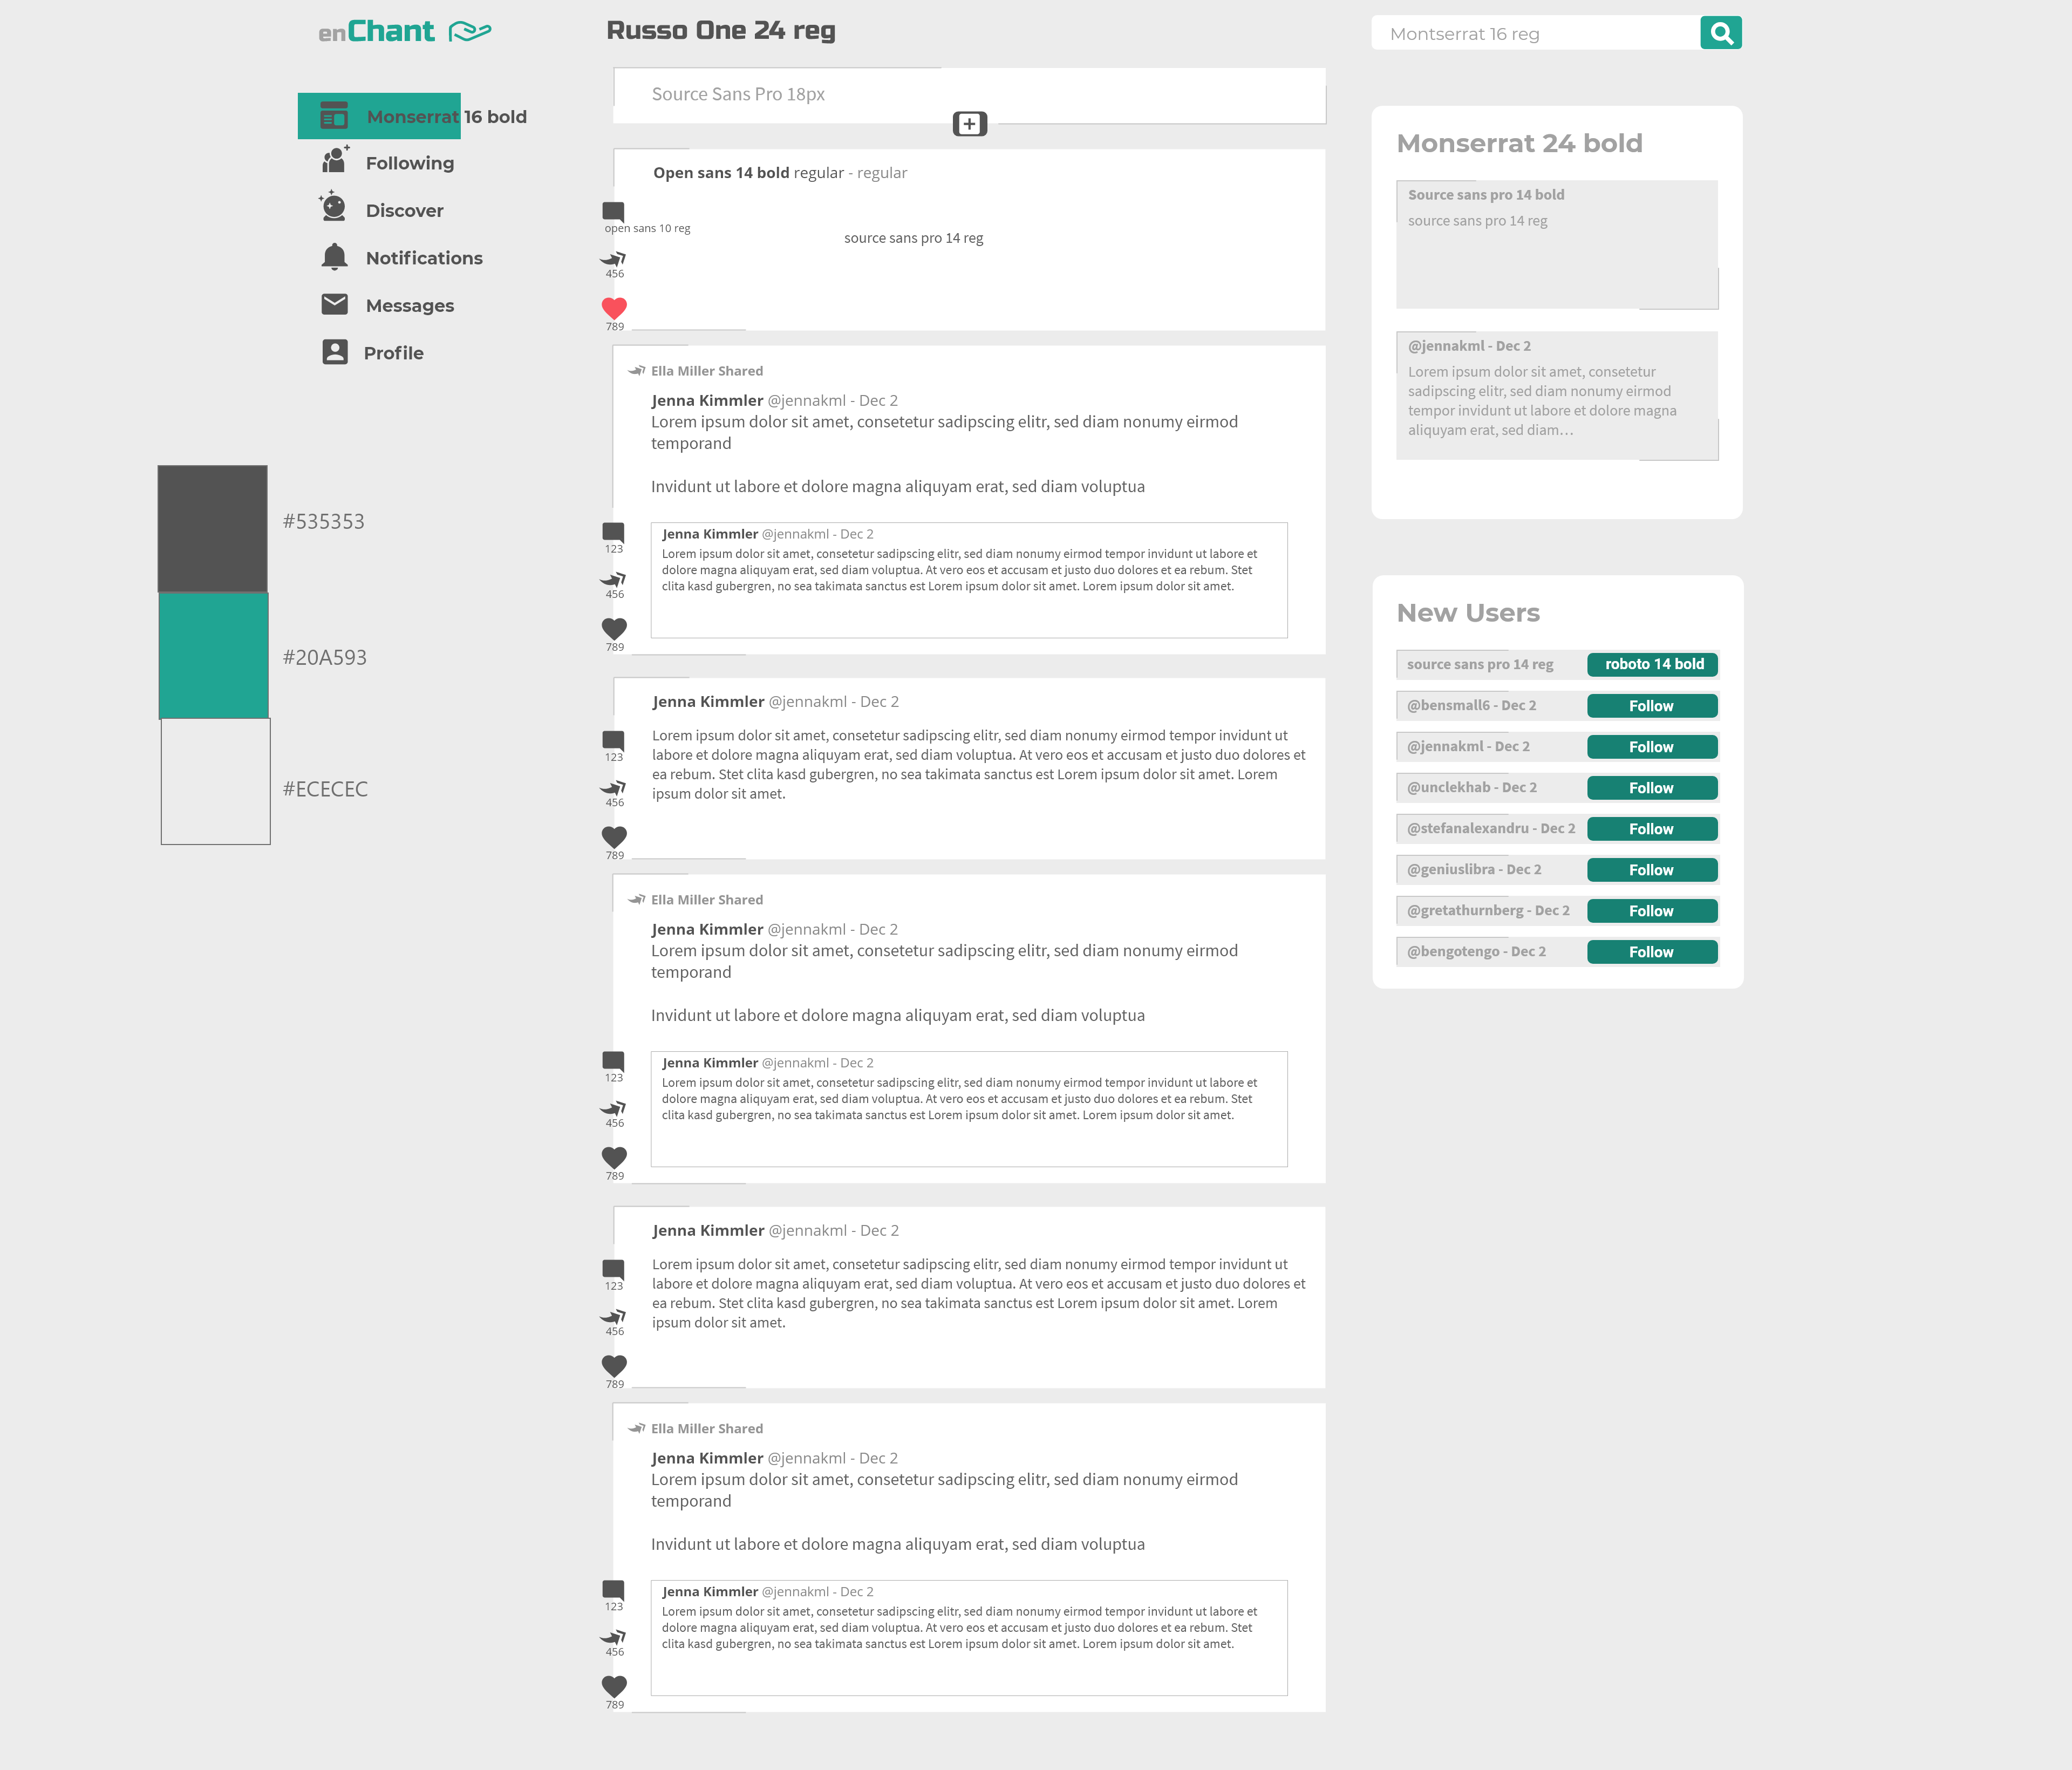 enChant
Monserrat 16 bold
Following
Discover
Notifications
Messages
Profile
#535353
#20A593
#ECECEC
Russo One 24 reg
Source Sans Pro 18px
Open sans 14 bold regular - regular
open sans 10 reg
source sans pro 14 reg
456
789
Ella Miller Shared
Jenna Kimmler @jennakml - Dec 2
Lorem ipsum dolor sit amet, consetetur sadipscing elitr, sed diam nonumy eirmod
temporand
Invidunt ut labore et dolore magna aliquyam erat, sed diam voluptua
123
456
789
Jenna Kimmler @jennakml - Dec 2
Lorem ipsum dolor sit amet, consetetur sadipscing elitr, sed diam nonumy eirmod tempor invidunt ut labore et
dolore magna aliquyam erat, sed diam voluptua. At vero eos et accusam et justo duo dolores et ea rebum. Stet
clita kasd gubergren, no sea takimata sanctus est Lorem ipsum dolor sit amet. Lorem ipsum dolor sit amet.
Jenna Kimmler @jennakml - Dec 2
Lorem ipsum dolor sit amet, consetetur sadipscing elitr, sed diam nonumy eirmod tempor invidunt ut
labore et dolore magna aliquyam erat, sed diam voluptua. At vero eos et accusam et justo duo dolores et
ea rebum. Stet clita kasd gubergren, no sea takimata sanctus est Lorem ipsum dolor sit amet. Lorem
ipsum dolor sit amet.
123
456
789
Ella Miller Shared
Jenna Kimmler @jennakml - Dec 2
Lorem ipsum dolor sit amet, consetetur sadipscing elitr, sed diam nonumy eirmod
temporand
Invidunt ut labore et dolore magna aliquyam erat, sed diam voluptua
123
456
789
Jenna Kimmler @jennakml - Dec 2
Lorem ipsum dolor sit amet, consetetur sadipscing elitr, sed diam nonumy eirmod tempor invidunt ut labore et
dolore magna aliquyam erat, sed diam voluptua. At vero eos et accusam et justo duo dolores et ea rebum. Stet
clita kasd gubergren, no sea takimata sanctus est Lorem ipsum dolor sit amet. Lorem ipsum dolor sit amet.
Jenna Kimmler @jennakml - Dec 2
Lorem ipsum dolor sit amet, consetetur sadipscing elitr, sed diam nonumy eirmod tempor invidunt ut
labore et dolore magna aliquyam erat, sed diam voluptua. At vero eos et accusam et justo duo dolores et
ea rebum. Stet clita kasd gubergren, no sea takimata sanctus est Lorem ipsum dolor sit amet. Lorem
ipsum dolor sit amet.
123
456
789
Ella Miller Shared
Jenna Kimmler @jennakml - Dec 2
Lorem ipsum dolor sit amet, consetetur sadipscing elitr, sed diam nonumy eirmod
temporand
Invidunt ut labore et dolore magna aliquyam erat, sed diam voluptua
123
456
789
Jenna Kimmler @jennakml - Dec 2
Lorem ipsum dolor sit amet, consetetur sadipscing elitr, sed diam nonumy eirmod tempor invidunt ut labore et
dolore magna aliquyam erat, sed diam voluptua. At vero eos et accusam et justo duo dolores et ea rebum. Stet
clita kasd gubergren, no sea takimata sanctus est Lorem ipsum dolor sit amet. Lorem ipsum dolor sit amet.
Montserrat 16 reg
Monserrat 24 bold
Source sans pro 14 bold
source sans pro 14 reg
@jennakml - Dec 2
Lorem ipsum dolor sit amet, consetetur
sadipscing elitr, sed diam nonumy eirmod
tempor invidunt ut labore et dolore magna
aliquyam erat, sed diam...
New Users
source sans pro 14 reg roboto 14 bold
@bensmall6 - Dec 2 Follow
@jennakml - Dec 2 Follow
@unclekhab - Dec 2 Follow
@stefanalexandru - Dec 2 Follow
@geniuslibra - Dec 2 Follow
@gretathurnberg - Dec 2 Follow
@bengotengo - Dec 2 Follow